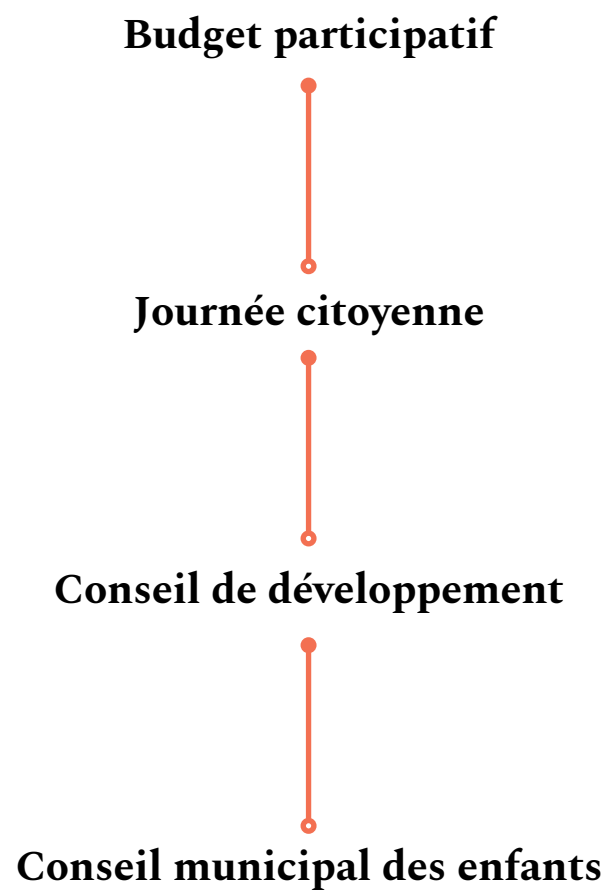 Budget participatif
Journée citoyenne
Conseil de développement
Conseil municipal des enfants